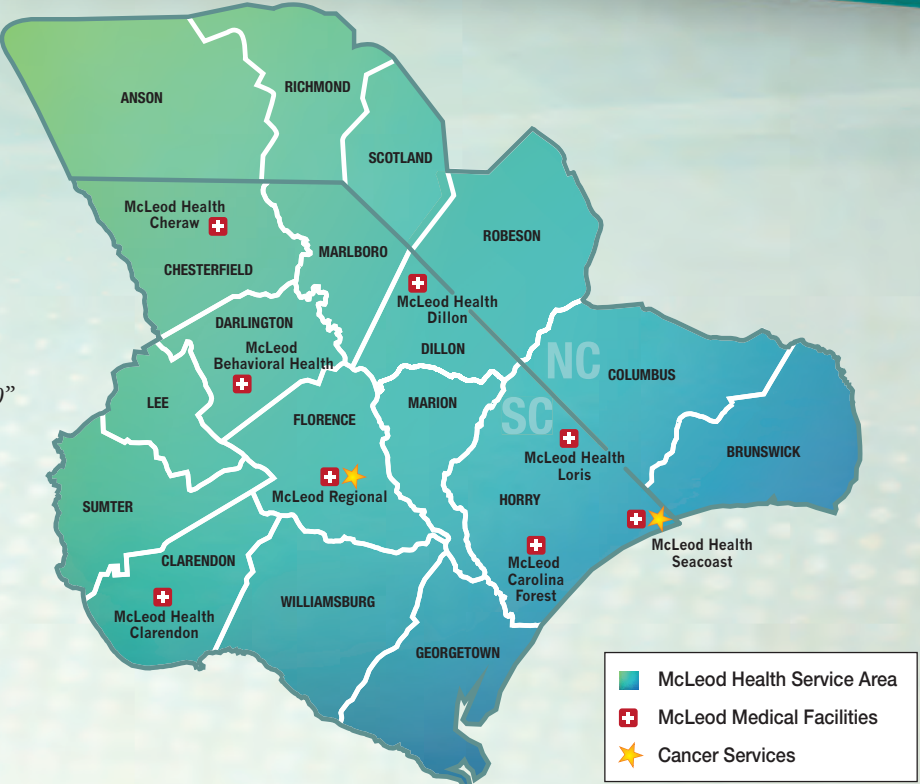 ANSON
RICHMOND
SCOTLAND
McLeod Health
Cheraw
CHESTERFIELD
MARLBORO
ROBESON
McLeod Health
Dillon
DILLON
DARLINGTON
McLeod
Behavioral Health
LEE
FLORENCE
MARION
NC
SC
COLUMBUS
BRUNSWICK
McLeod Health
Loris
HORRY
McLeod Regional
SUMTER
McLeod Health
Seacoast
McLeod
Carolina
Forest
CLARENDON
McLeod Health
Clarendon
WILLIAMSBURG
GEORGETOWN
McLeod Health Service Area
McLeod Medical Facilities
Cancer Services